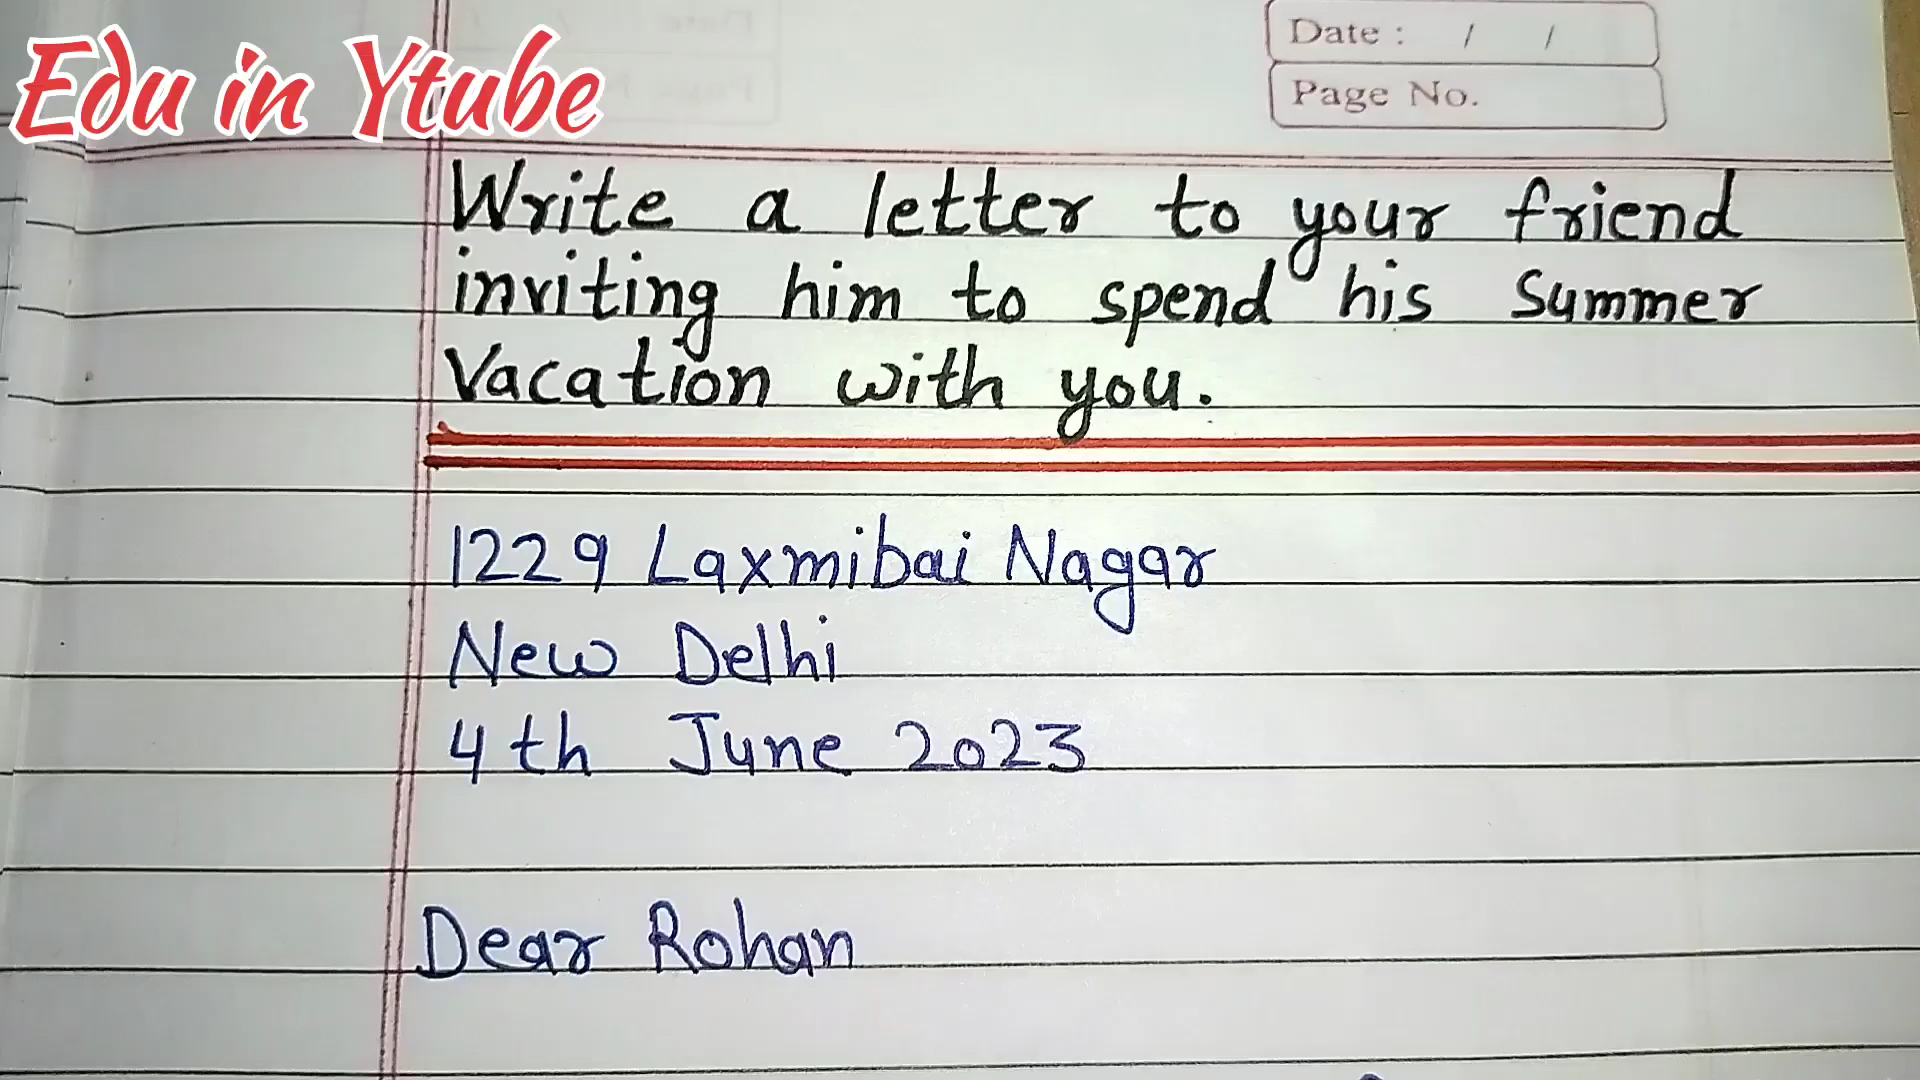 Edu in Ytube
Date : / /
Page No.
Write a letter to your friend
inviting him to spend his Summer
Vacation with you.
1229 Laxmibai Nagar
New Delhi
4th June 2023
Dear Rohan